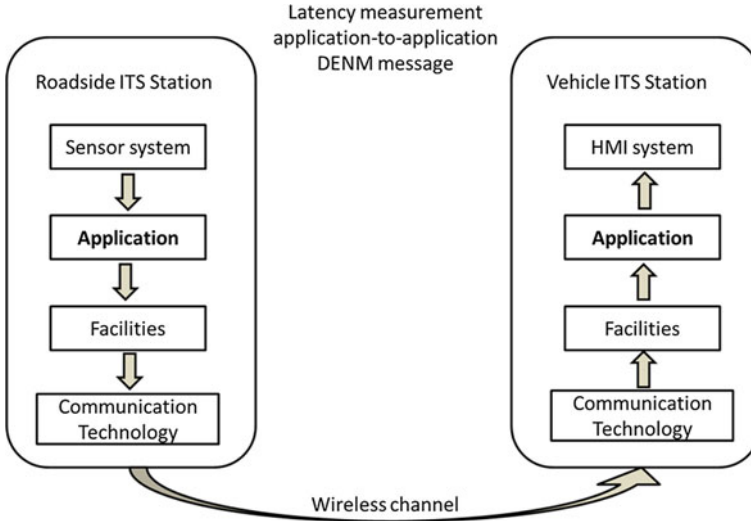 Latency measurement
application-to-application
DENM message
Roadside ITS Station
Sensor system
Application
Facilities
Communication
Technology
Vehicle ITS Station
HMI system
Application
Facilities
Communication
Technology
Wireless channel